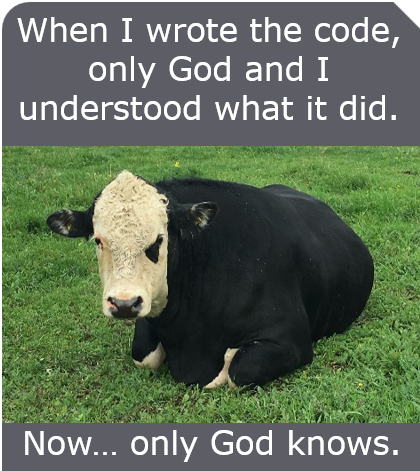 When I wrote the code,
only God and I
understood what it did.
Now... only God knows.